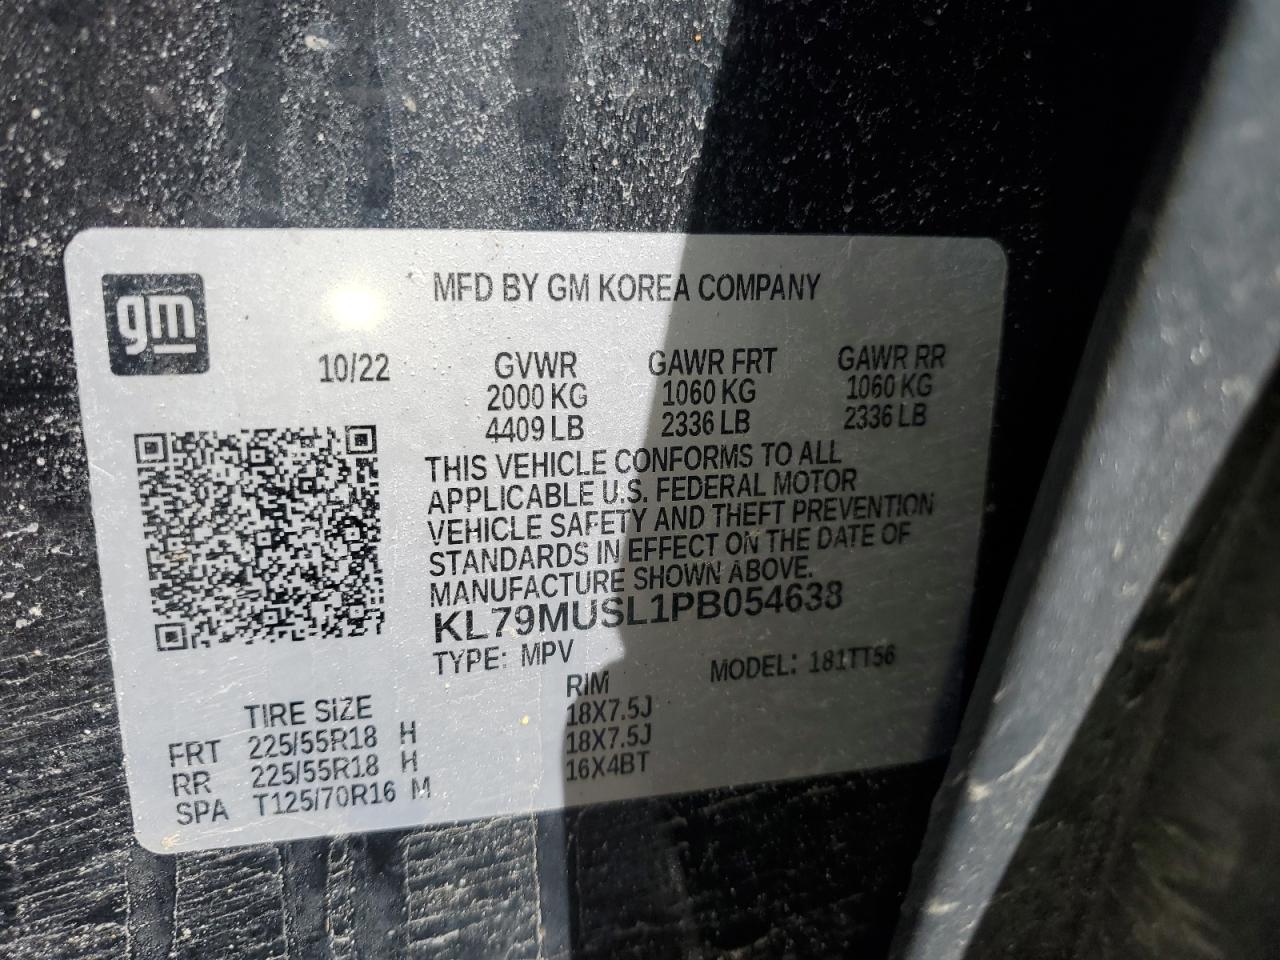 gm
MFD BY GM KOREA COMPANY
10/22 GVWR GAWR FRT GAWR RR
2000 KG 1060 KG 1060 KG
4409 LB 2336 LB 2336 LB
THIS VEHICLE CONFORMS TO ALL
APPLICABLE U.S. FEDERAL MOTOR
VEHICLE SAFETY AND THEFT PREVENTION
STANDARDS IN EFFECT ON THE DATE OF
MANUFACTURE SHOWN ABOVE.
KL79MUSL1PB054638
TYPE: MPV MODEL: 181TT56
TIRE SIZE RIM
FRT 225/55R18 H 18X7.5J
RR 225/55R18 H 18X7.5J
SPA T125/70R16 M 16X4BT